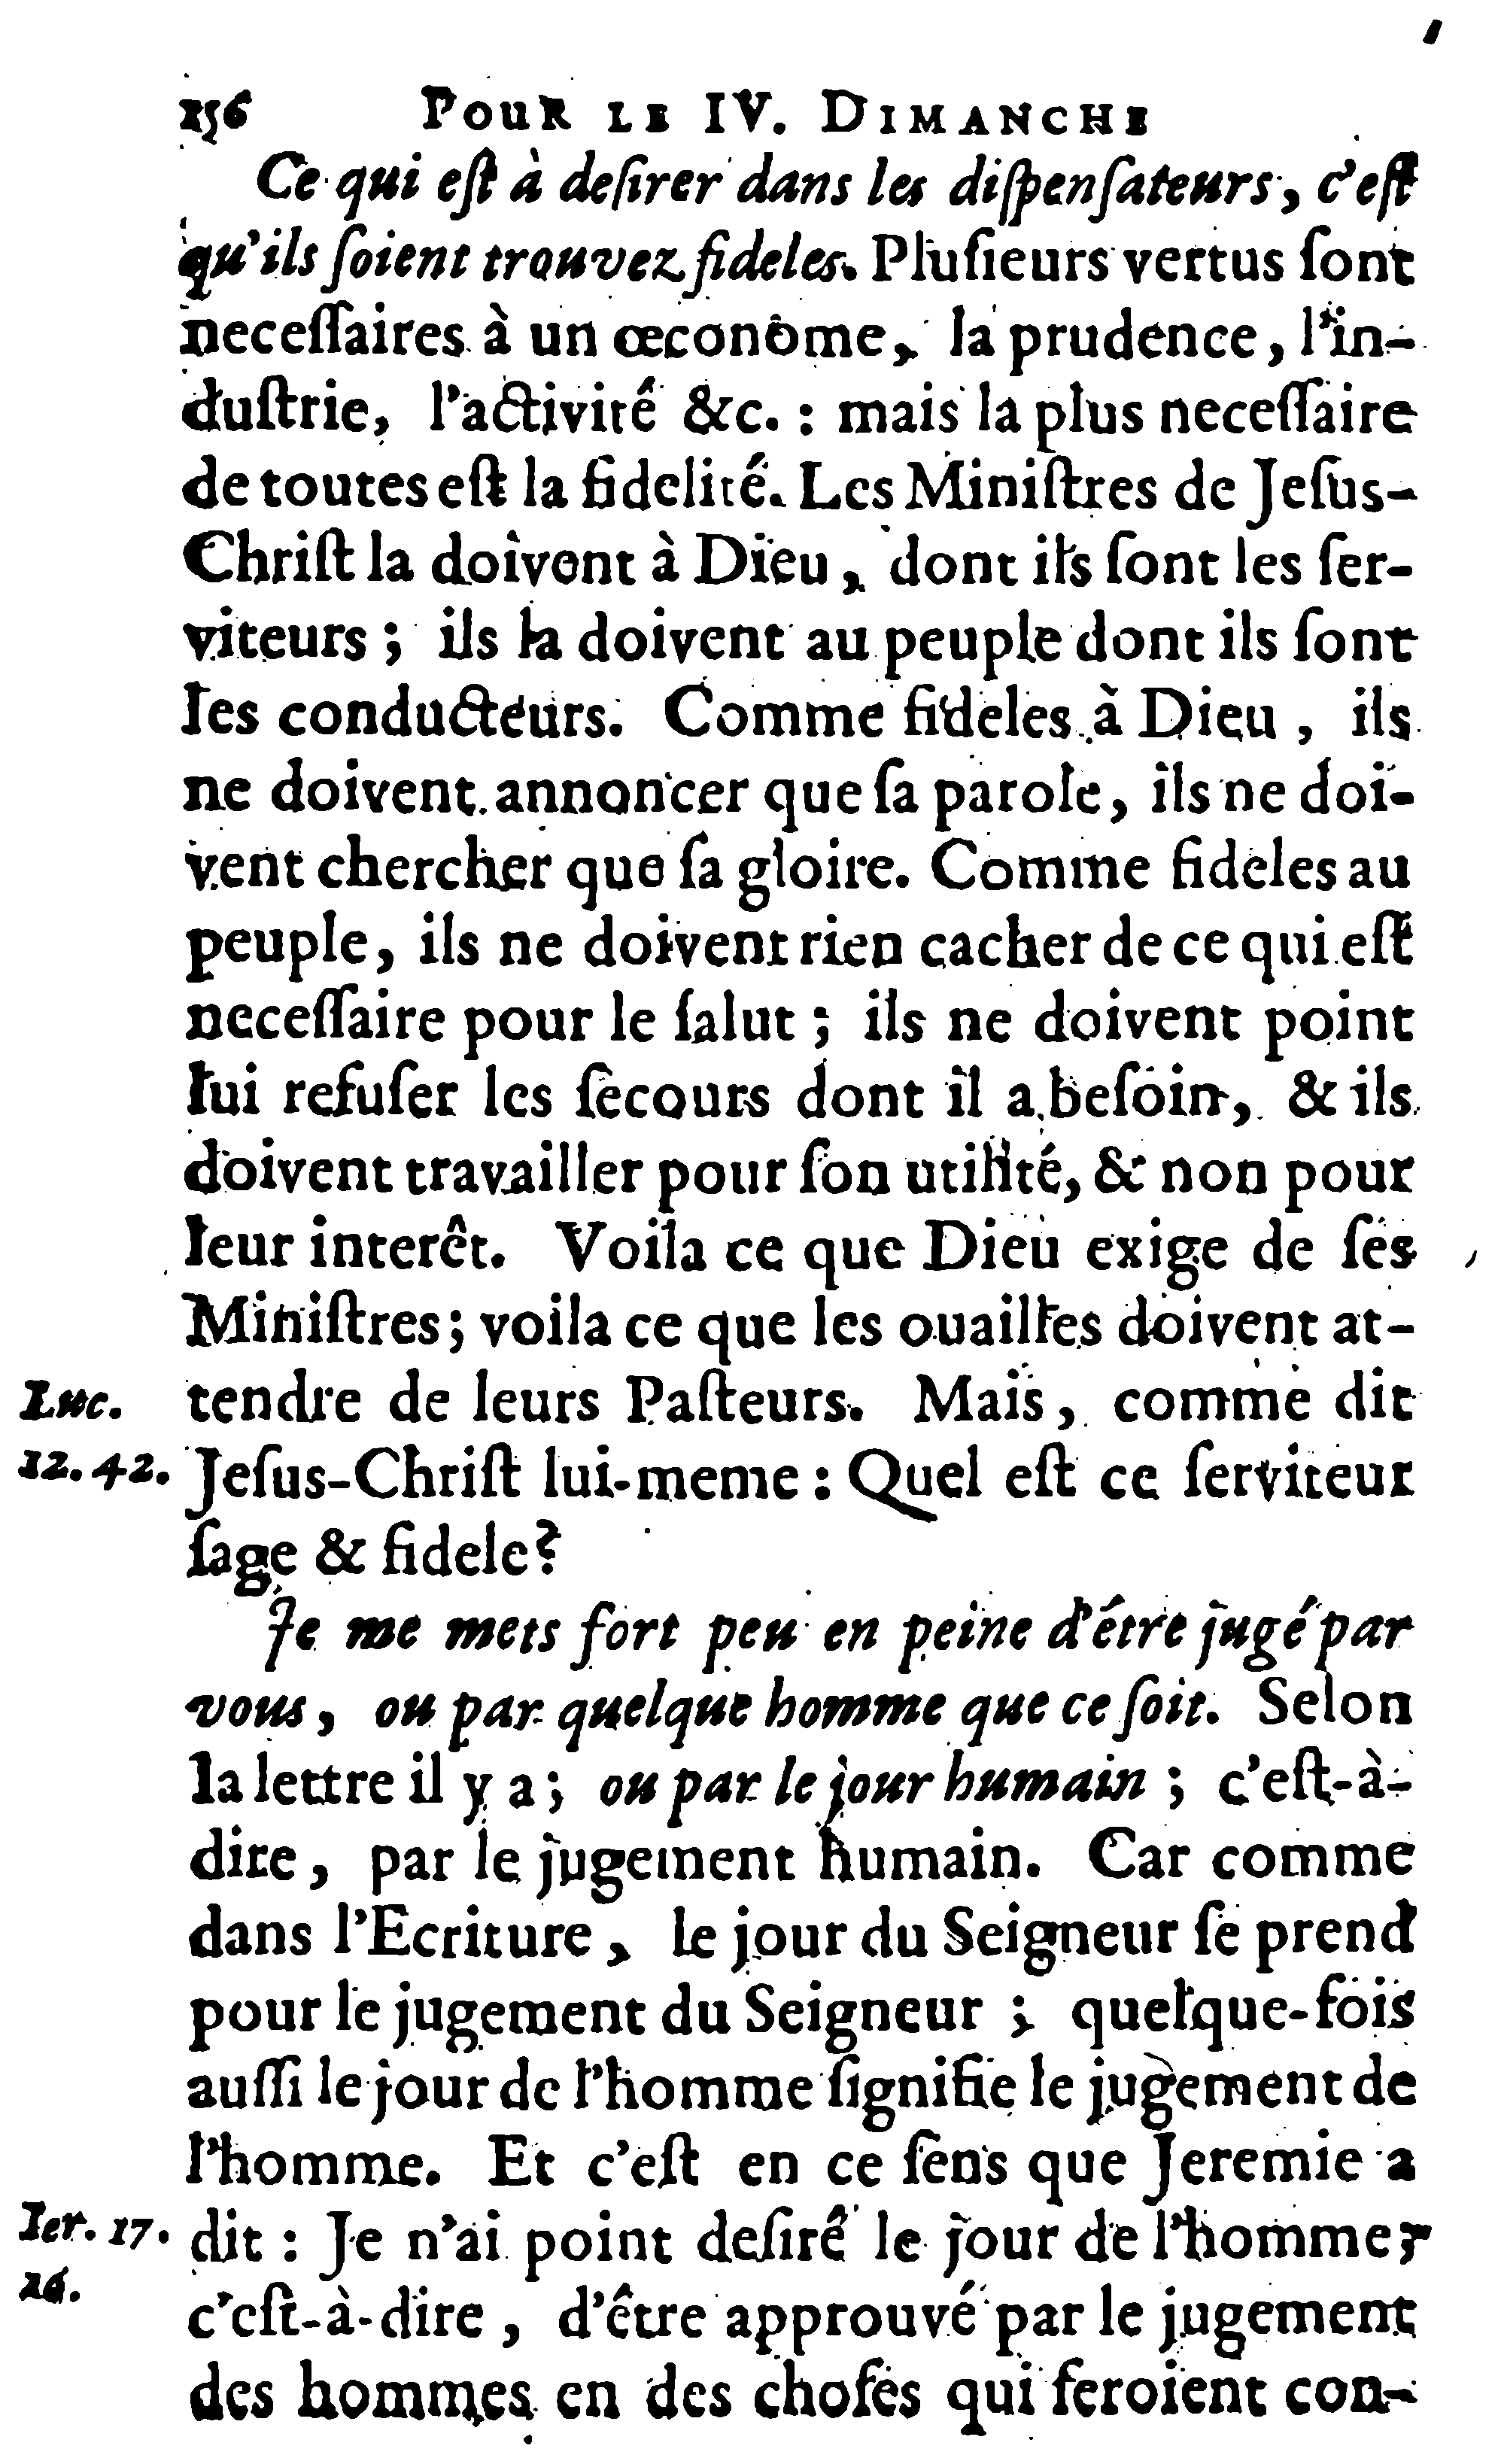 156 POUR LE IV. DIMANCHE
Ce qui eſt à deſirer dans les diſpenſateurs, c'eſt
qu'ils ſoient trouvez fideles. Pluſieurs vertus ſont
neceſſaires à un œconôme, la prudence, l'in-
duſtrie, l'activité &c. : mais la plus neceſſaire
de toutes eſt la fidelité. Les Miniſtres de Jeſus-
Chriſt la doivent à Dieu, dont ils ſont les ſer-
viteurs ; ils la doivent au peuple dont ils ſont
les conducteurs. Comme fideles à Dieu, ils
ne doivent annoncer que ſa parole, ils ne doi-
vent chercher que ſa gloire. Comme fideles au
peuple, ils ne doivent rien cacher de ce qui eſt
neceſſaire pour le ſalut ; ils ne doivent point
lui refuſer les ſecours dont il a beſoin, & ils
doivent travailler pour ſon utilité, & non pour
leur interêt. Voila ce que Dieu exige de ſes
Miniſtres ; voila ce que les ouailles doivent at-
Luc. tendre de leurs Paſteurs. Mais, comme dit
12. 42. Jeſus-Chriſt lui-meme : Quel eſt ce ſerviteur
ſage & fidele ?
Je me mets fort peu en peine d'étre jugé par
vous, ou par quelque homme que ce ſoit. Selon
la lettre il y a ; ou par le jour humain ; c'eſt-à-
dire, par le jugement humain. Car comme
dans l'Ecriture, le jour du Seigneur ſe prend
pour le jugement du Seigneur ; quelque-fois
auſſi le jour de l'homme ſignifie le jugement de
l'homme. Et c'eſt en ce ſens que Jeremie a
Ier. 17. dit : Je n'ai point deſiré le jour de l'homme,
16. c'eſt-à-dire, d'être approuvé par le jugement
des hommes en des choſes qui ſeroient con-